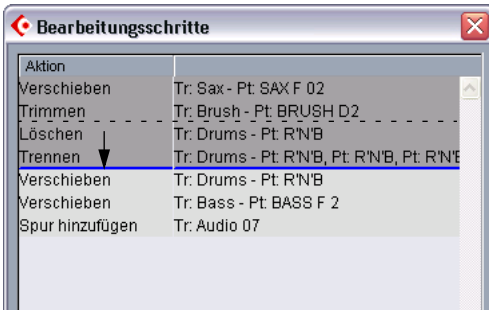 Bearbeitungsschritte
Aktion
Verschieben Tr: Sax - Pt: SAX F 02
Trimmen Tr: Brush - Pt: BRUSH D2
Löschen Tr: Drums - Pt: R'N'B
Trennen Tr: Drums - Pt: R'N'B, Pt: R'N'B, Pt: R'N'E
Verschieben Tr: Drums - Pt: R'N'B
Verschieben Tr: Bass - Pt: BASS F 2
Spur hinzufügen Tr: Audio 07